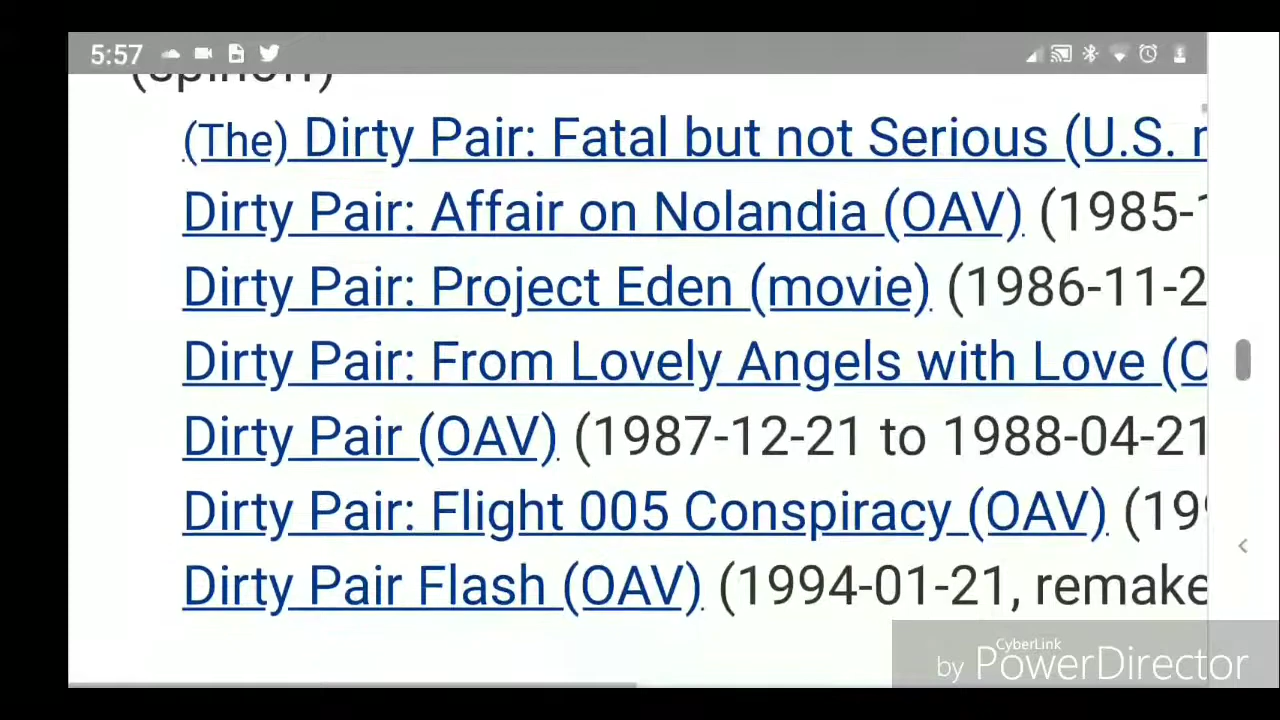 5:57
(spinoff)
(The) Dirty Pair: Fatal but not Serious (U.S.
Dirty Pair: Affair on Nolandia (OAV) (1985-
Dirty Pair: Project Eden (movie) (1986-11-2
Dirty Pair: From Lovely Angels with Love (O
Dirty Pair (OAV) (1987-12-21 to 1988-04-21
Dirty Pair: Flight 005 Conspiracy (OAV) (19
Dirty Pair Flash (OAV) (1994-01-21, remake
CyberLink
by PowerDirector